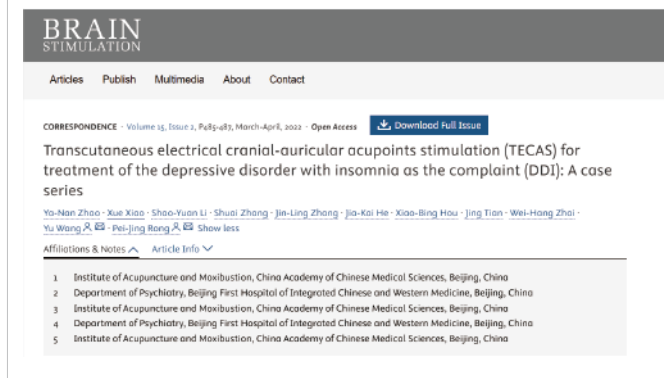 BRAIN
STIMULATION
Articles Publish Multimedia About Contact
CORRESPONDENCE · Volume 15, Issue 2, P485-487, March-April, 2022 · Open Access Download Full Issue
Transcutaneous electrical cranial-auricular acupoints stimulation (TECAS) for
treatment of the depressive disorder with insomnia as the complaint (DDI): A case
series
Ya-Nan Zhao · Xue Xiao · Shao-Yuan Li · Shuai Zhang · Jin-Ling Zhang · Jia-Kai He · Xiao-Bing Hou · Jing Tian · Wei-Hang Zhai ·
Yu Wang · Pei-Jing Rong Show less
Affiliations & Notes Article Info
1 Institute of Acupuncture and Moxibustion, China Academy of Chinese Medical Sciences, Beijing, China
2 Department of Psychiatry, Beijing First Hospital of Integrated Chinese and Western Medicine, Beijing, China
3 Institute of Acupuncture and Moxibustion, China Academy of Chinese Medical Sciences, Beijing, China
4 Department of Psychiatry, Beijing First Hospital of Integrated Chinese and Western Medicine, Beijing, China
5 Institute of Acupuncture and Moxibustion, China Academy of Chinese Medical Sciences, Beijing, China